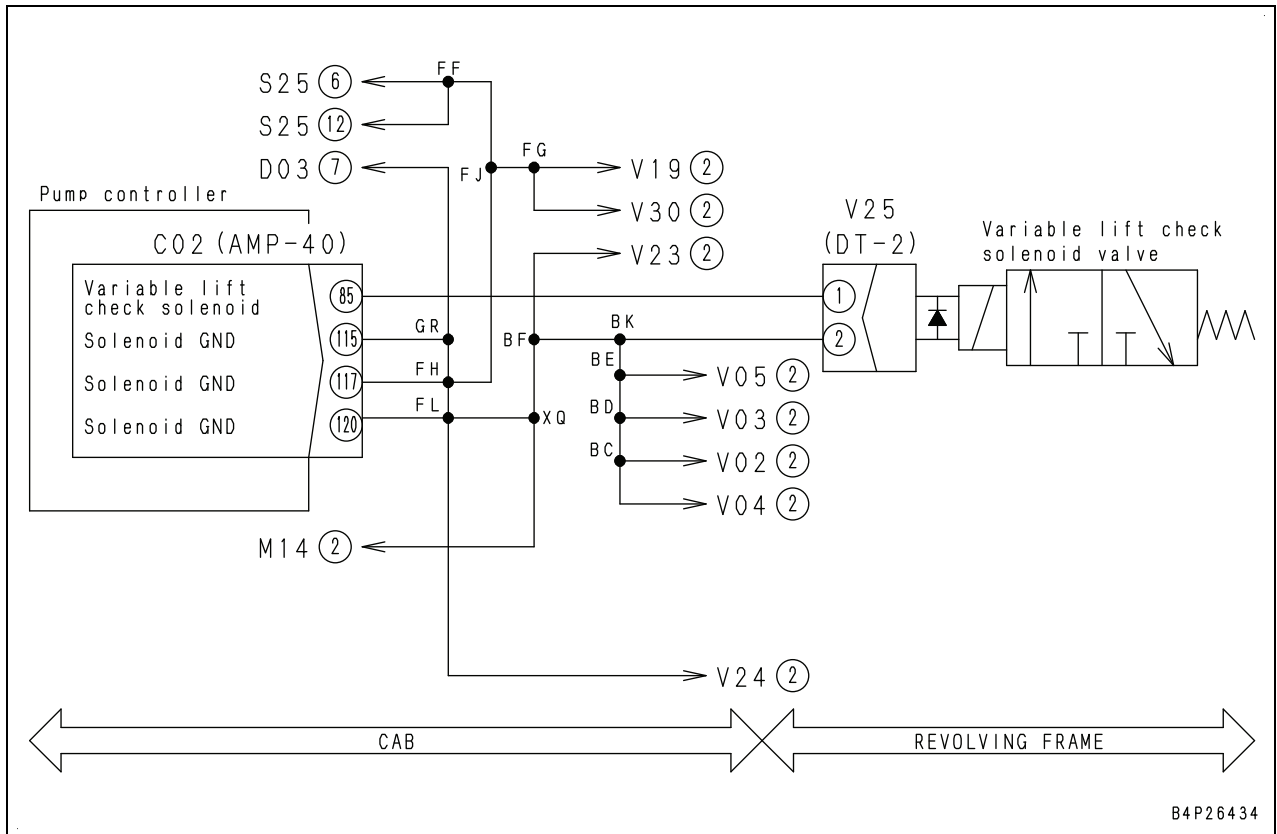 FF
S25 6
S25 12
D03 7
FG
FJ
V19 2
V30 2
V23 2
Pump controller
C02 (AMP-40)
V25
(DT-2)
Variable lift check
solenoid valve
Variable lift
check solenoid
85
1
Solenoid GND
115
GR
BF
BK
2
Solenoid GND
117
FH
BE
V05 2
Solenoid GND
120
FL
XQ
BD
V03 2
BC
V02 2
V04 2
M14 2
V24 2
CAB
REVOLVING FRAME
B4P26434